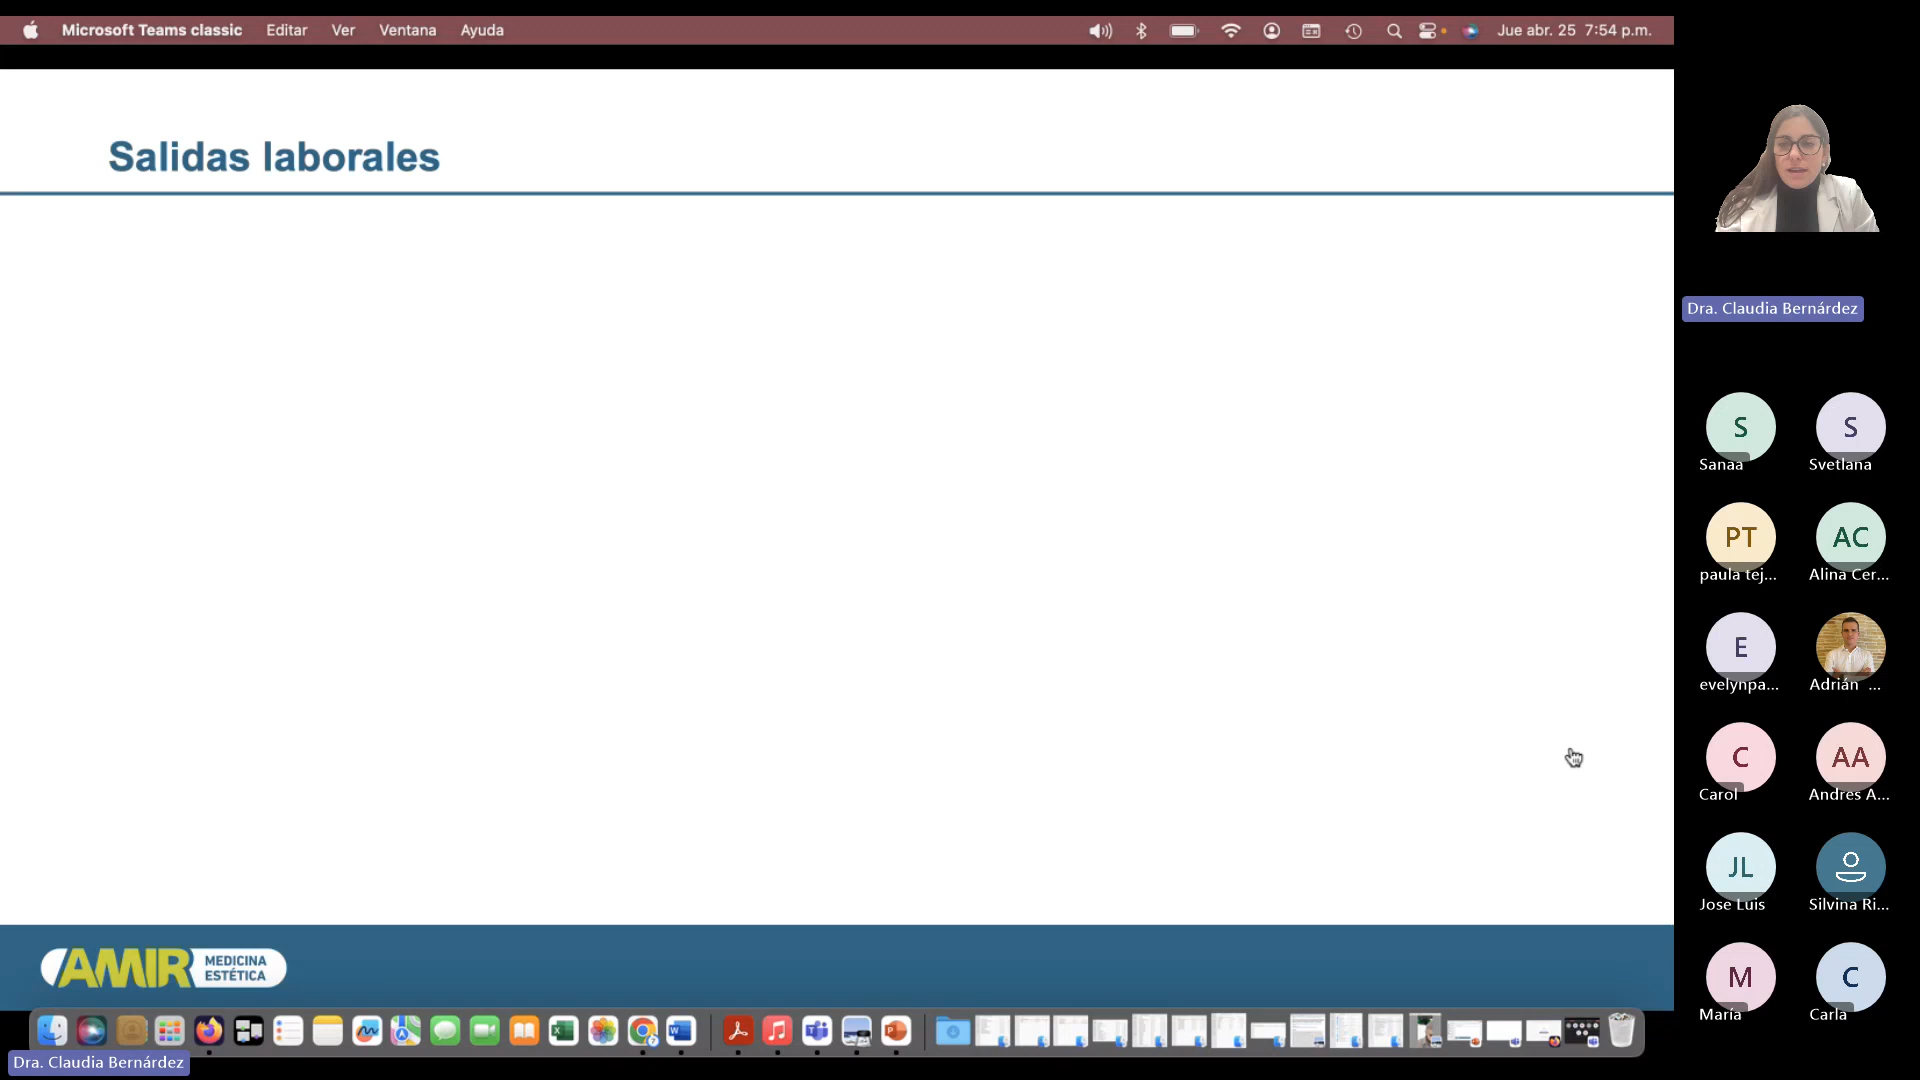 Microsoft Teams classic Editar Ver Ventana Ayuda Jue abr. 25 7:54 p.m.
Salidas laborales
AMIR MEDICINA ESTÉTICA
Dra. Claudia Bernárdez
Dra. Claudia Bernárdez
S S
Sanaa Svetlana
PT AC
paula tej... Alina Cer...
E
evelynpa... Adrián ...
C AA
Carol Andres A...
JL
Jose Luis Silvina Ri...
M C
María Carla